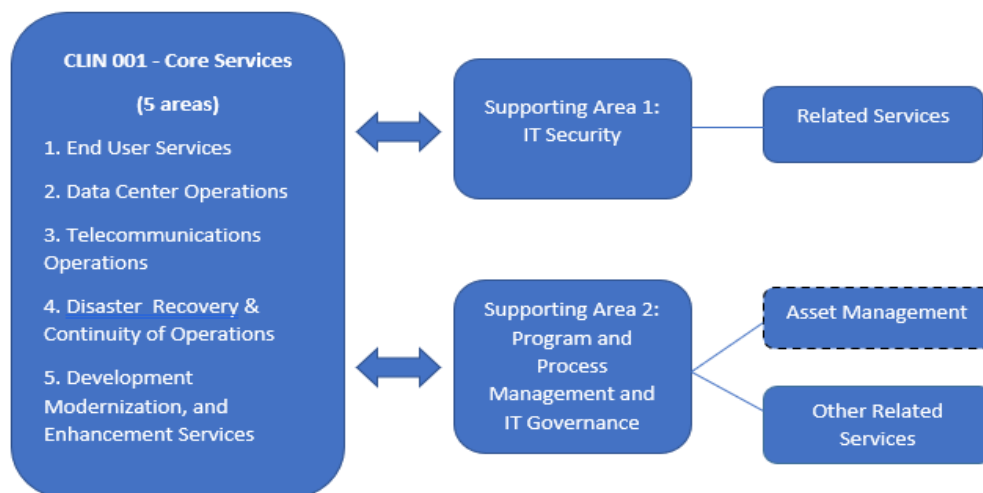 CLIN 001 - Core Services
(5 areas)
1. End User Services
2. Data Center Operations
3. Telecommunications
Operations
4. Disaster  Recovery &
Continuity of Operations
5. Development
Modernization, and
Enhancement Services
Supporting Area 1:
IT Security
Related Services
Supporting Area 2:
Program and
Process
Management and
IT Governance
Asset Management
Other Related
Services